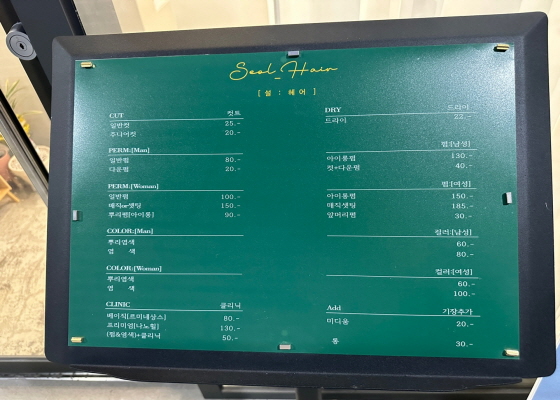 Seol Hair
[ 설 : 헤어 ]
CUT 컷트
일반컷 25.-
주니어컷 20.-
PERM:[Man]
일반펌 80.-
다운펌 20.-
PERM:[Woman]
일반펌 100.-
매직or셋팅 150.-
뿌리펌[아이롱] 90.-
COLOR:[Man]
뿌리염색
염 색
COLOR:[Woman]
뿌리염색
염 색
CLINIC 클리닉
베이직[르미네상스] 80.-
프리미엄[나노힐] 130.-
(펌&염색)+클리닉 50.-
DRY 드라이
드라이 22.-
펌:[남성]
아이롱펌 130.-
컷+다운펌 40.-
펌:[여성]
아이롱펌 150.-
매직셋팅 185.-
앞머리펌 30.-
컬러:[남성]
60.-
80.-
컬러:[여성]
60.-
100.-
Add 기장추가
미디움 20.-
롱 30.-